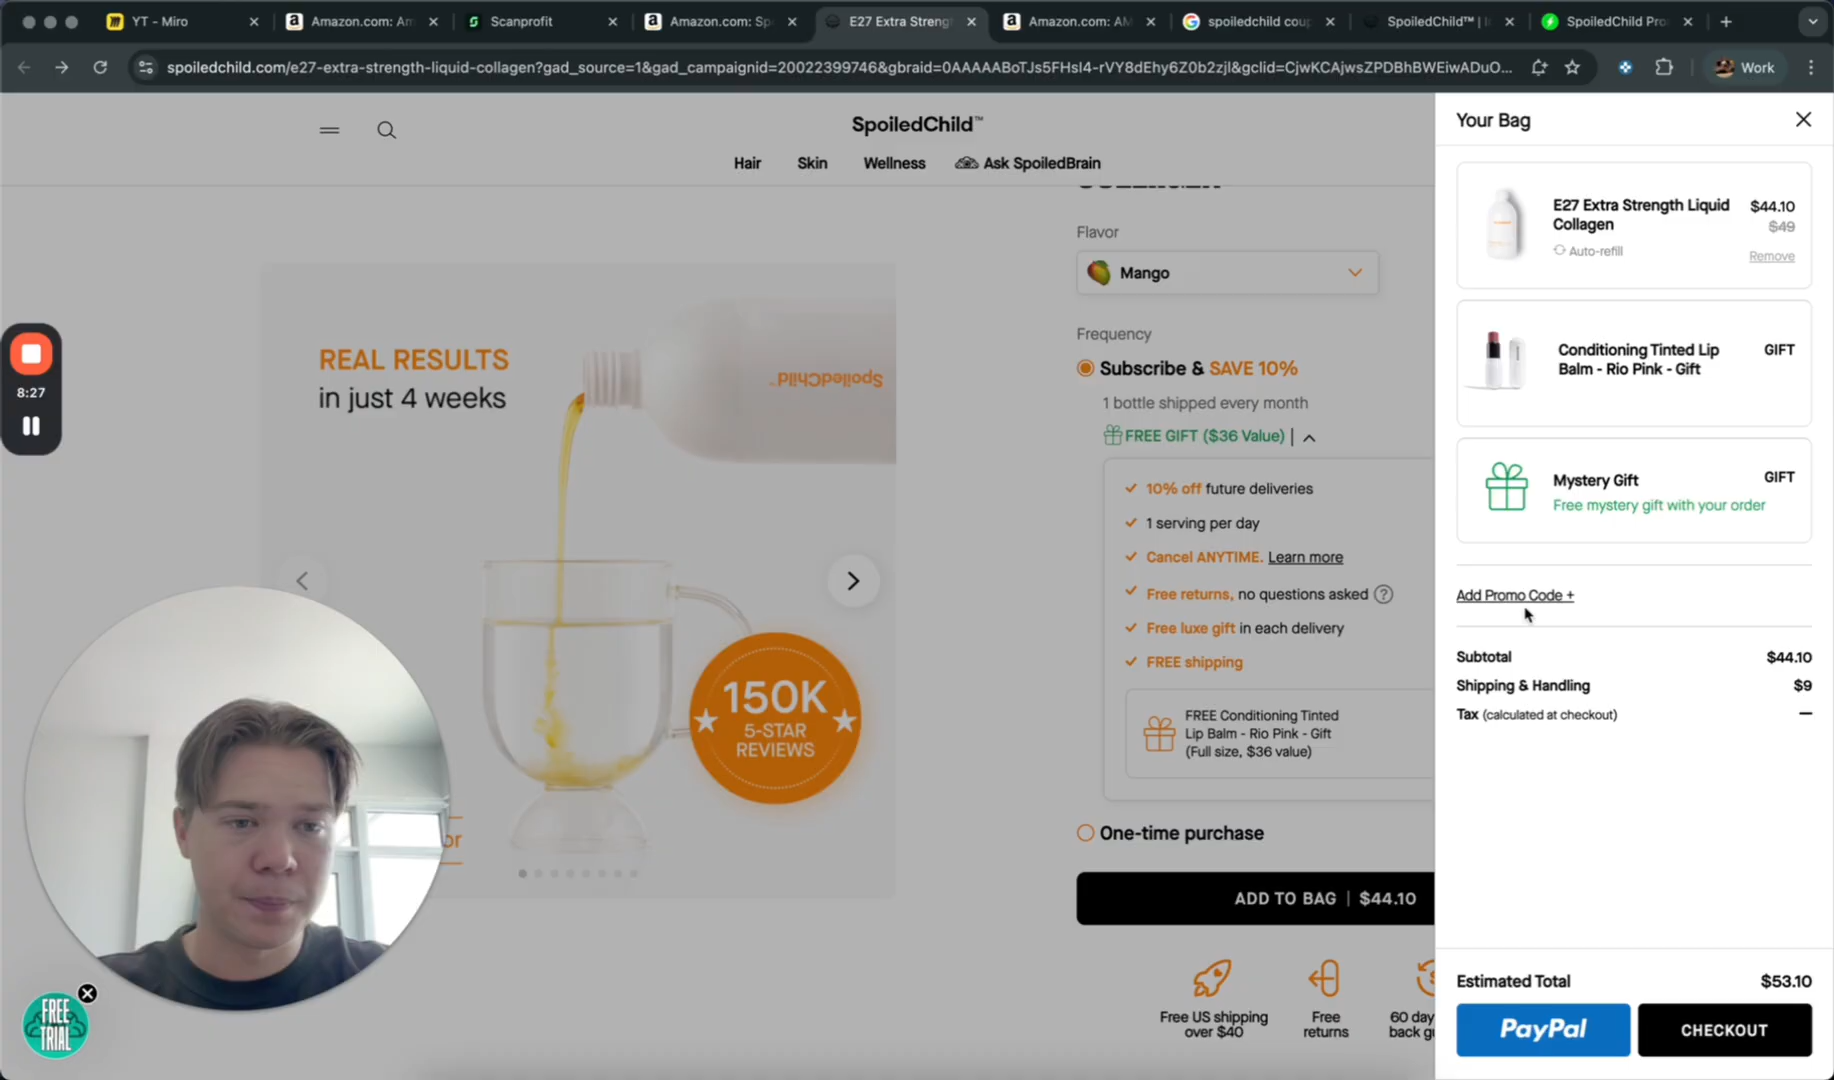 YT - Miro
Amazon.com: Am
Scanprofit
Amazon.com: Sp
E27 Extra Strength
Amazon.com: AM
spoiledchild coup
SpoiledChild™ | I
SpoiledChild Pro
spoiledchild.com/e27-extra-strength-liquid-collagen?gad_source=1&gad_campaignid=20022399746&gbraid=0AAAAABoTJs5FHsI4-rVY8dEhy6Z0b2zjl&gclid=CjwKCAjwsZPDBhBWEiwADuO...
Work
SpoiledChild™
Hair
Skin
Wellness
Ask SpoiledBrain
Flavor
Mango
Frequency
Subscribe & SAVE 10%
1 bottle shipped every month
FREE GIFT ($36 Value) |
10% off future deliveries
1 serving per day
Cancel ANYTIME. Learn more
Free returns, no questions asked ?
Free luxe gift in each delivery
FREE shipping
FREE Conditioning Tinted
Lip Balm - Rio Pink - Gift
(Full size, $36 value)
One-time purchase
ADD TO BAG | $44.10
Free US shipping
over $40
Free
returns
60 day
back gu
REAL RESULTS
in just 4 weeks
SpoiledChild™
150K
5-STAR
REVIEWS
or
8:27
FREE
TRIAL
Your Bag
E27 Extra Strength Liquid
Collagen
$44.10
$49
Auto-refill
Remove
Conditioning Tinted Lip
Balm - Rio Pink - Gift
GIFT
Mystery Gift
GIFT
Free mystery gift with your order
Add Promo Code +
Subtotal
$44.10
Shipping & Handling
$9
Tax (calculated at checkout)
—
Estimated Total
$53.10
PayPal
CHECKOUT